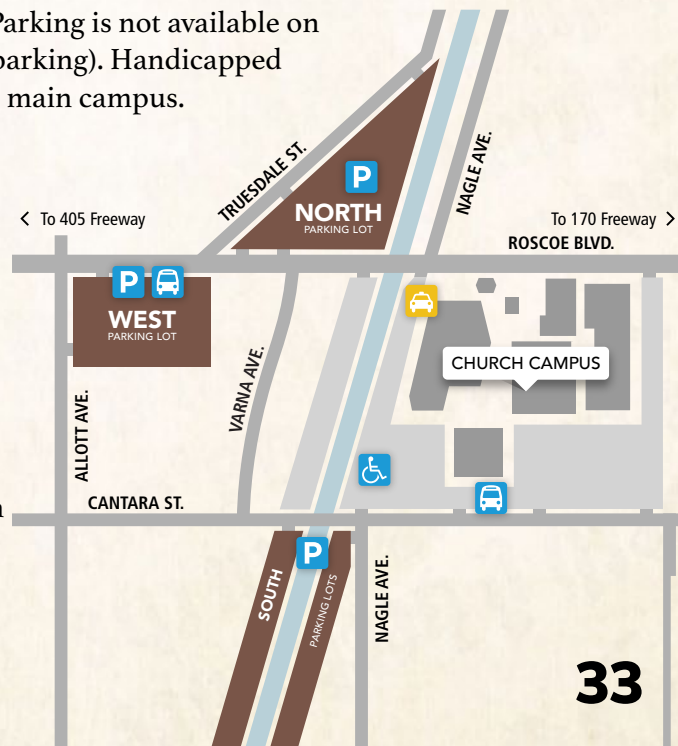 Parking is not available on
parking). Handicapped
main campus.
TRUESDALE ST.
P
NORTH
PARKING LOT
NAGLE AVE.
< To 405 Freeway
To 170 Freeway >
ROSCOE BLVD.
P
WEST
PARKING LOT
CHURCH CAMPUS
VARNA AVE.
ALLOTT AVE.
CANTARA ST.
P
SOUTH
PARKING LOTS
NAGLE AVE.
33